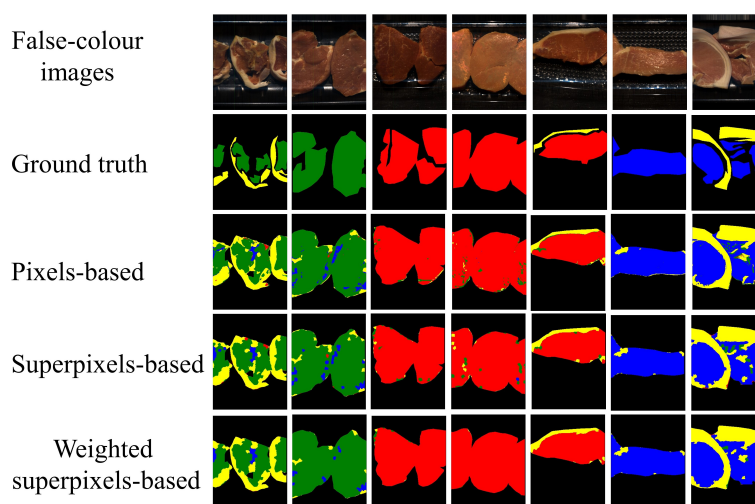 False-colour
images
Ground truth
Pixels-based
Superpixels-based
Weighted
superpixels-based